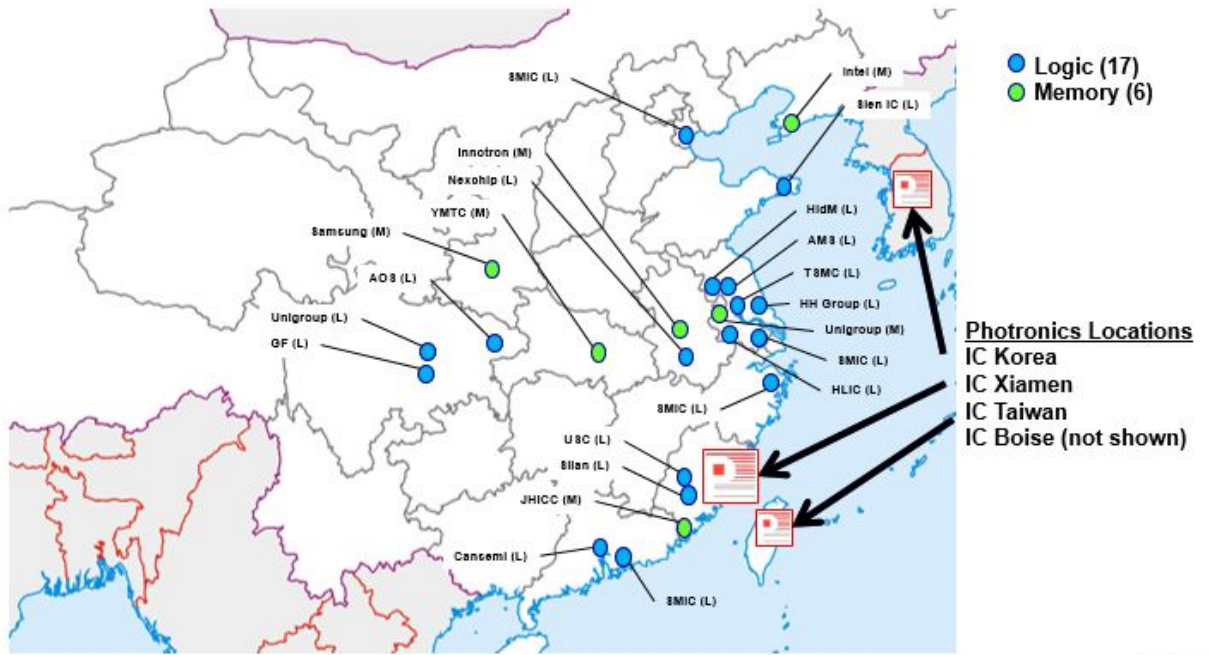 SMIC (L)
Intel (M)
Sien IC (L)
Innotron (M)
Nexchip (L)
YMTC (M)
Samsung (M)
AOS (L)
Unigroup (L)
GF (L)
HidM (L)
AMS (L)
TSMC (L)
HH Group (L)
Unigroup (M)
SMIC (L)
HLIC (L)
SMIC (L)
USC (L)
Silan (L)
JHICC (M)
Cansemi (L)
SMIC (L)
Logic (17)
Memory (6)
Photronics Locations
IC Korea
IC Xiamen
IC Taiwan
IC Boise (not shown)